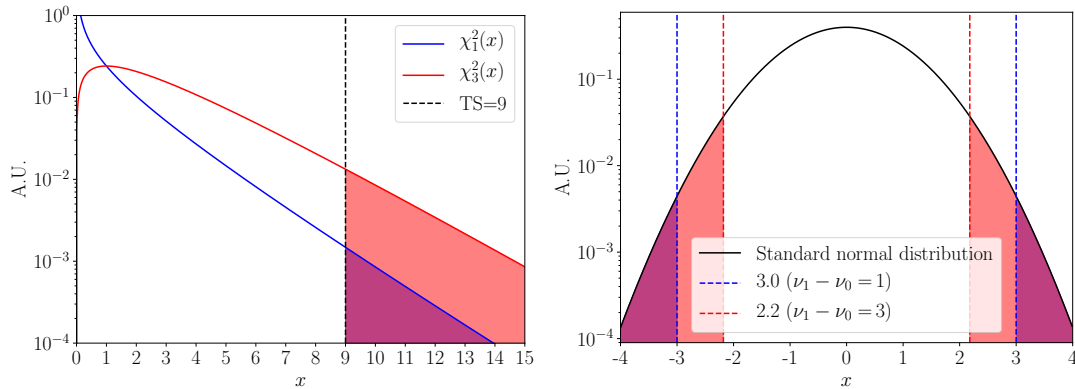 10⁰
10⁻¹
10⁻²
10⁻³
10⁻⁴
A.U.
0 1 2 3 4 5 6 7 8 9 10 11 12 13 14 15
x
χ²₁(x)
χ²₃(x)
TS=9
10⁻¹
10⁻²
10⁻³
10⁻⁴
A.U.
-4 -3 -2 -1 0 1 2 3 4
x
Standard normal distribution
3.0 (ν₁ − ν₀ = 1)
2.2 (ν₁ − ν₀ = 3)